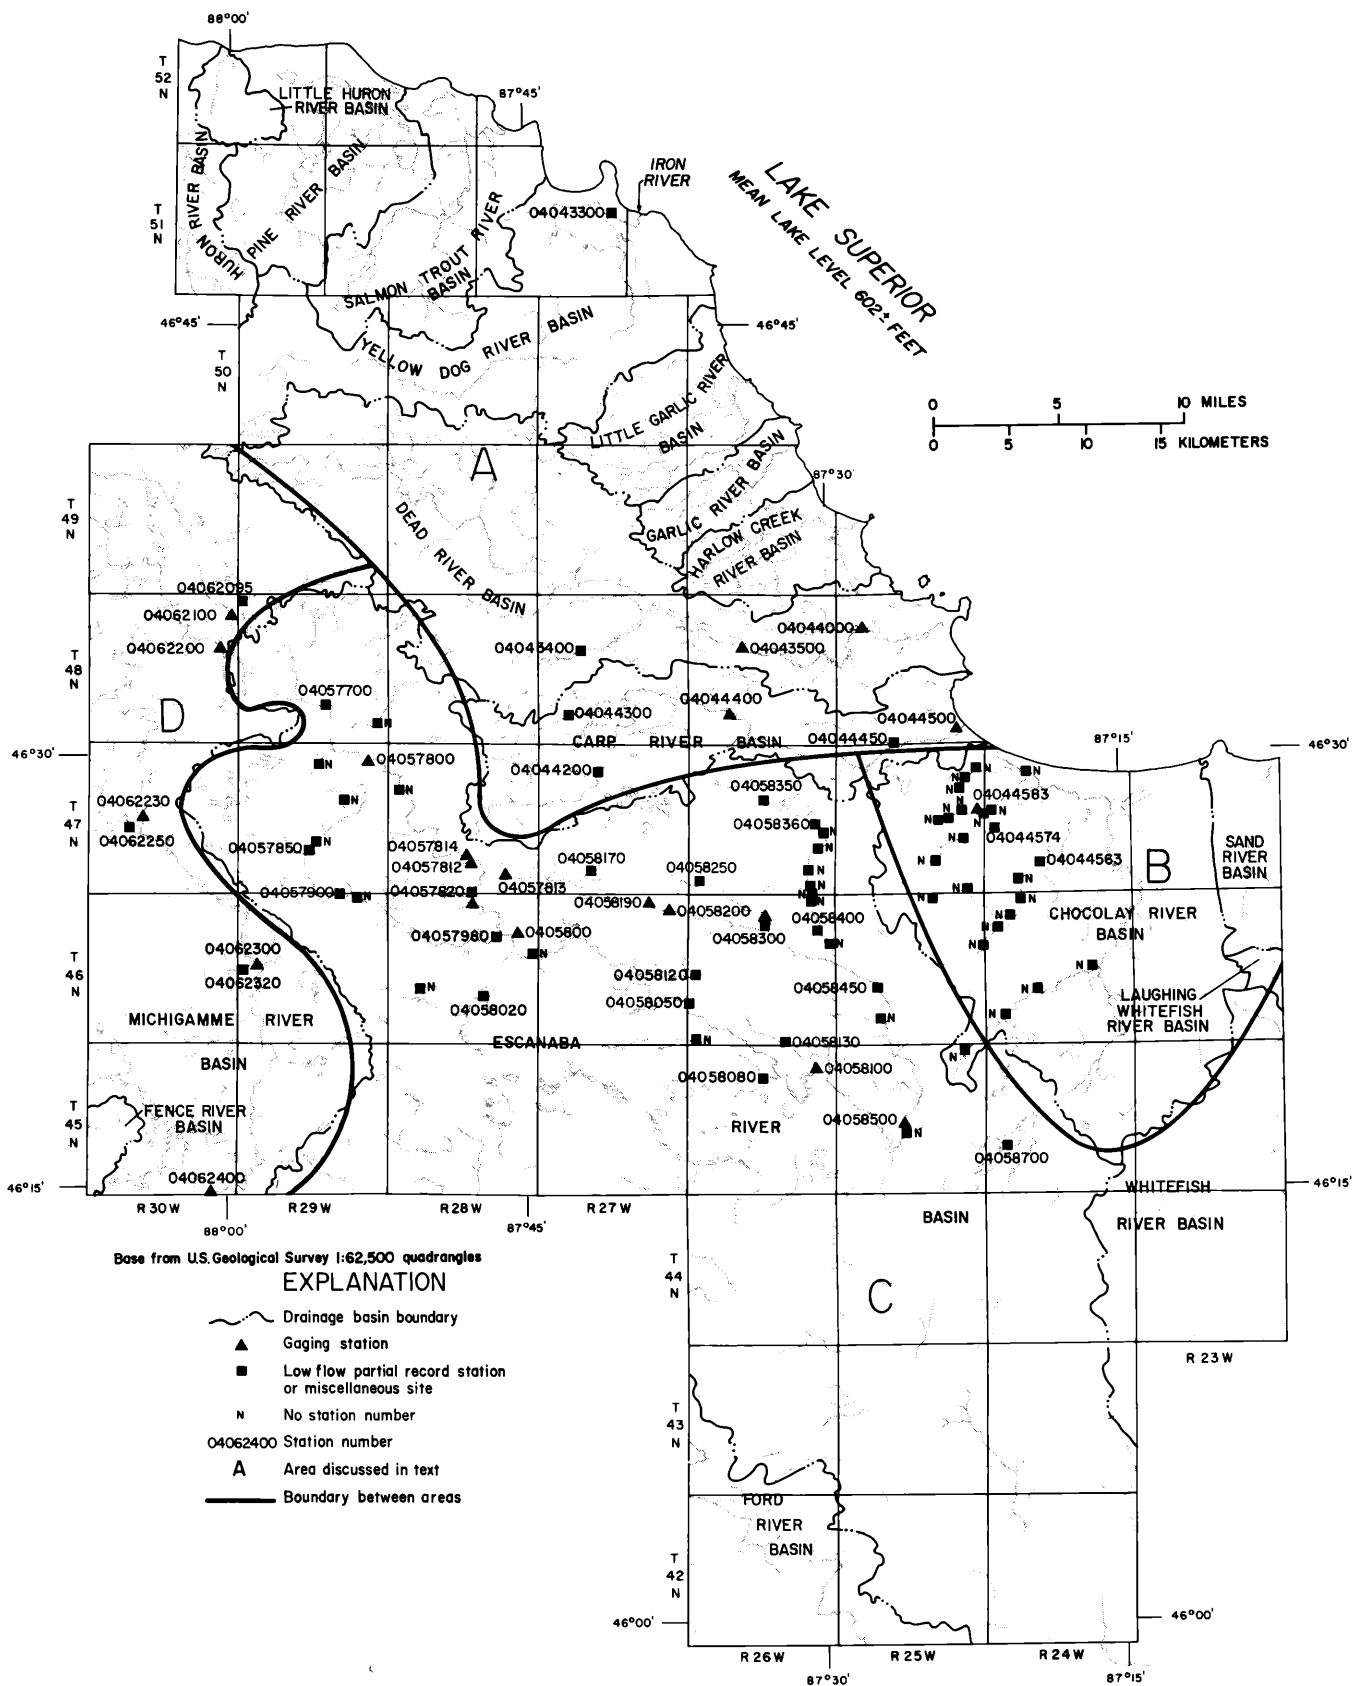 88°00'
T
52
N
LITTLE HURON
RIVER BASIN
87°45'
HURON RIVER BASIN
PINE RIVER BASIN
T
51
N
IRON
RIVER
04043300
LAKE SUPERIOR
MEAN LAKE LEVEL 602± FEET
SALMON TROUT RIVER
BASIN
46°45'
46°45'
YELLOW DOG RIVER BASIN
T
50
N
LITTLE GARLIC RIVER
BASIN
0 5 10 MILES
0 5 10 15 KILOMETERS
A
GARLIC RIVER BASIN
87°30'
T
49
N
DEAD RIVER BASIN
HARLOW CREEK
RIVER BASIN
04062095
04062100
04062200
04044000
04043400
04043500
T
48
N
04057700
N
D
04044300
04044400
04044500
CARP RIVER BASIN
04044450
46°30'
87°15'
46°30'
N
04057800
04044200
04058350
N
N
N
N
N
04044583
04062230
N
N
04058360
N
N
N
N
N
T
47
N
04062250
04057850
N
04057814
04057812
04058170
N
N
04044574
SAND
RIVER
BASIN
04058250
N
04044563
B
04057900
N
04057820
04057813
N
N
N
N
N
N
N
04058190
04058200
04058400
CHOCOLAY RIVER
BASIN
04057980
0405800
04058300
N
N
N
N
N
04062300
04062320
T
46
N
N
04058120
04058450
N
N
LAUGHING
WHITEFISH
RIVER BASIN
04058020
04058050
N
N
MICHIGAMME RIVER
BASIN
ESCANABA
N
04058130
N
04058080
04058100
T
45
N
FENCE RIVER
BASIN
RIVER
04058500
N
04058700
04062400
46°15'
46°15'
WHITEFISH
RIVER BASIN
R 30 W
R 29 W
R 28 W
R 27 W
88°00'
87°45'
BASIN
Base from U.S. Geological Survey 1:62,500 quadrangles
EXPLANATION
Drainage basin boundary
Gaging station
Low flow partial record station
or miscellaneous site
N No station number
04062400 Station number
A Area discussed in text
Boundary between areas
T
44
N
C
R 23 W
T
43
N
FORD
RIVER
BASIN
T
42
N
46°00'
46°00'
R 26 W
R 25 W
R 24 W
87°30'
87°15'